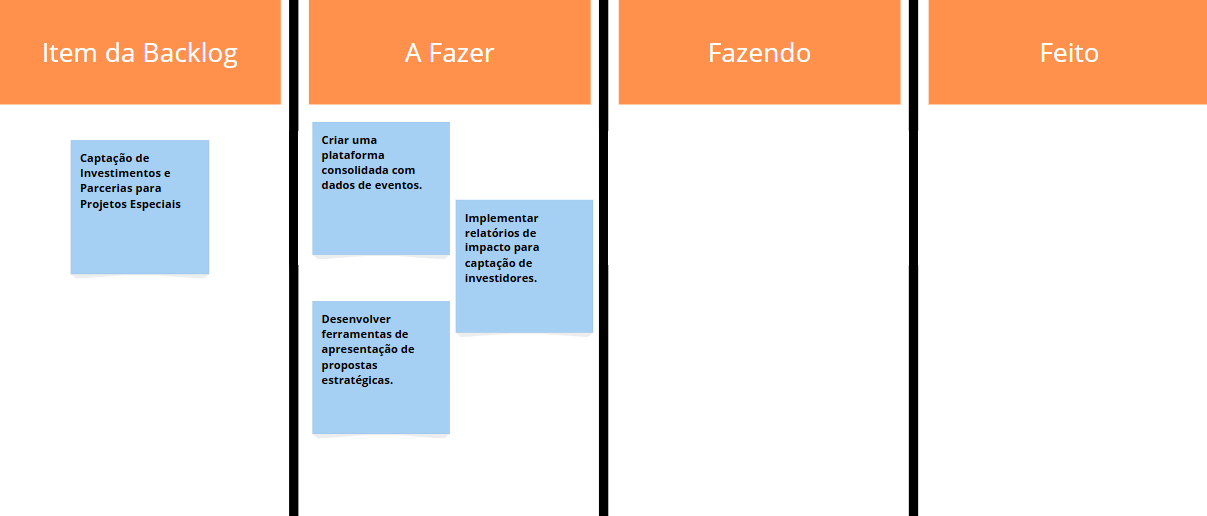 Item da Backlog
A Fazer
Fazendo
Feito
Captação de
Investimentos e
Parcerias para
Projetos Especiais
Criar uma
plataforma
consolidada com
dados de eventos.
Implementar
relatórios de
impacto para
captação de
investidores.
Desenvolver
ferramentas de
apresentação de
propostas
estratégicas.